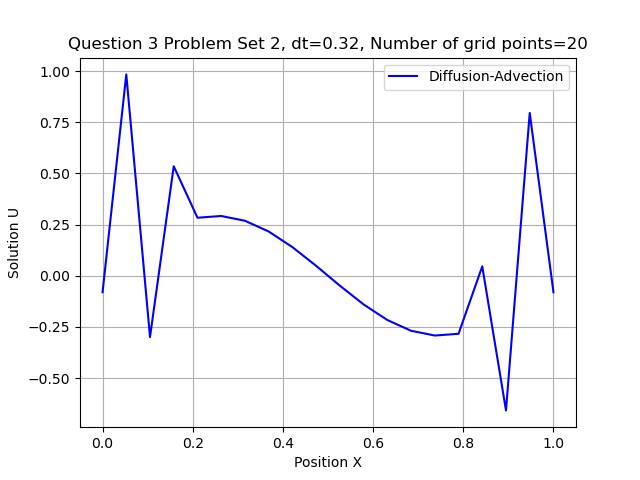 Question 3 Problem Set 2, dt=0.32, Number of grid points=20
Diffusion-Advection
1.00
0.75
0.50
0.25
0.00
−0.25
−0.50
Solution U
0.0 0.2 0.4 0.6 0.8 1.0
Position X